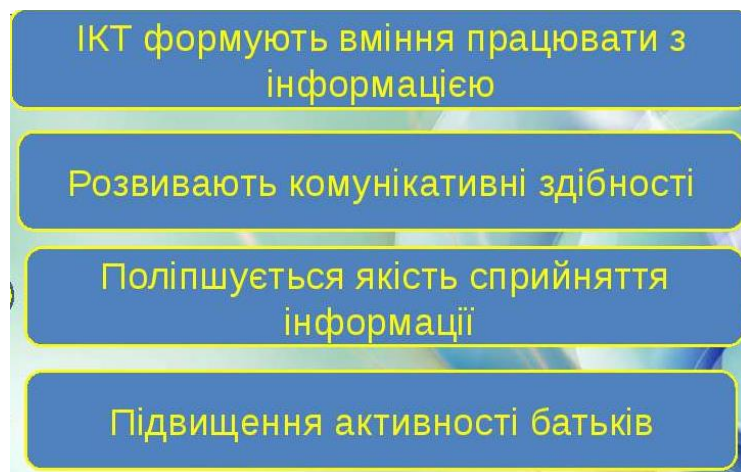 ІКТ формують вміння працювати з
інформацією
Розвивають комунікативні здібності
Поліпшується якість сприйняття
інформації
Підвищення активності батьків